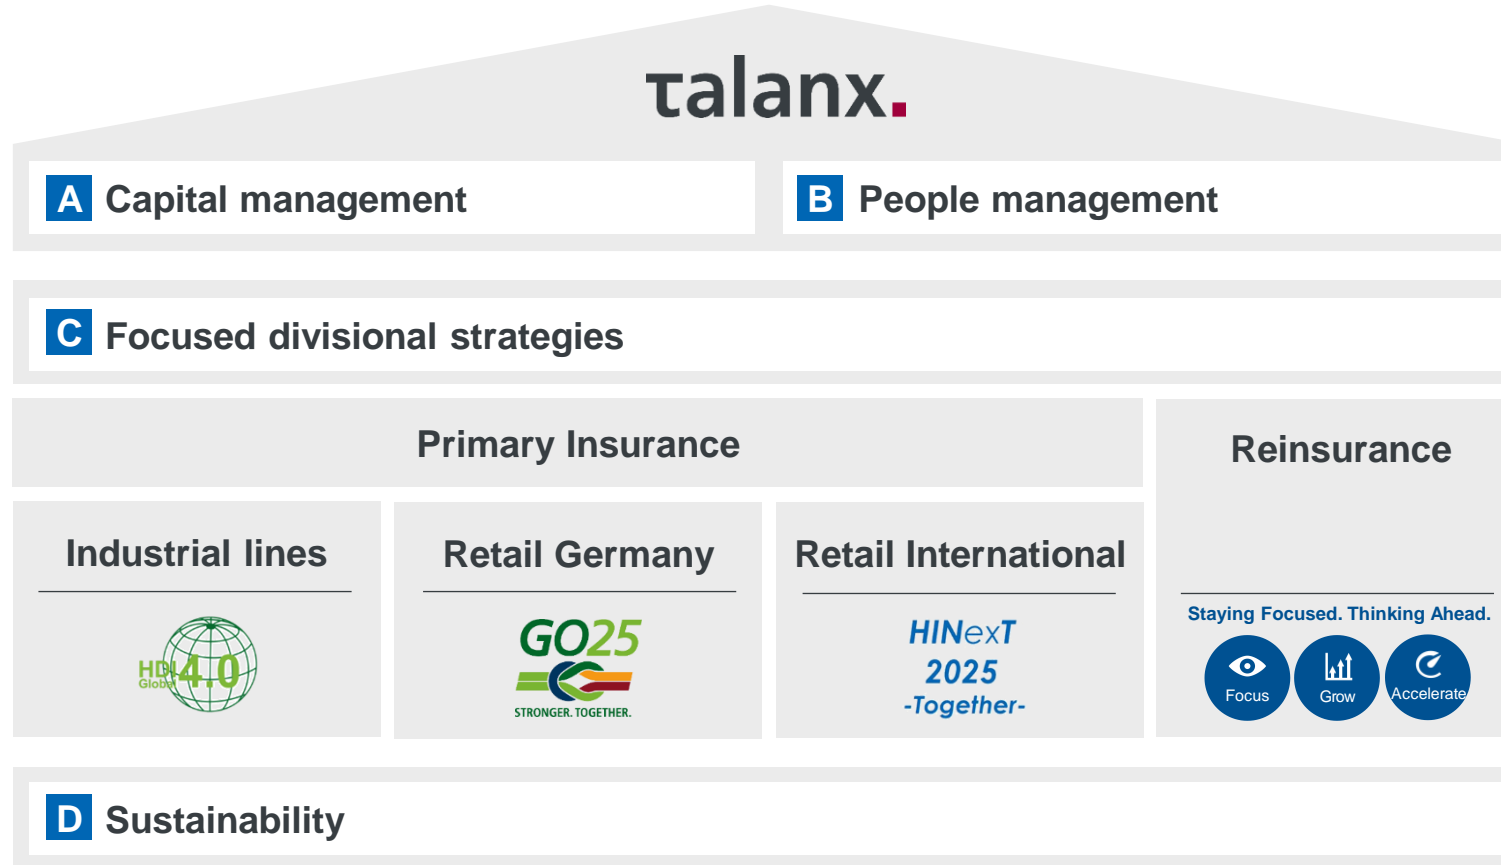 talanx.
A Capital management
B People management
C Focused divisional strategies
Primary Insurance
Reinsurance
Industrial lines
Retail Germany
Retail International
HDI 4.0
Global
GO25
STRONGER. TOGETHER.
HINexT
2025
-Together-
Staying Focused. Thinking Ahead.
Focus
Grow
Accelerate
D Sustainability